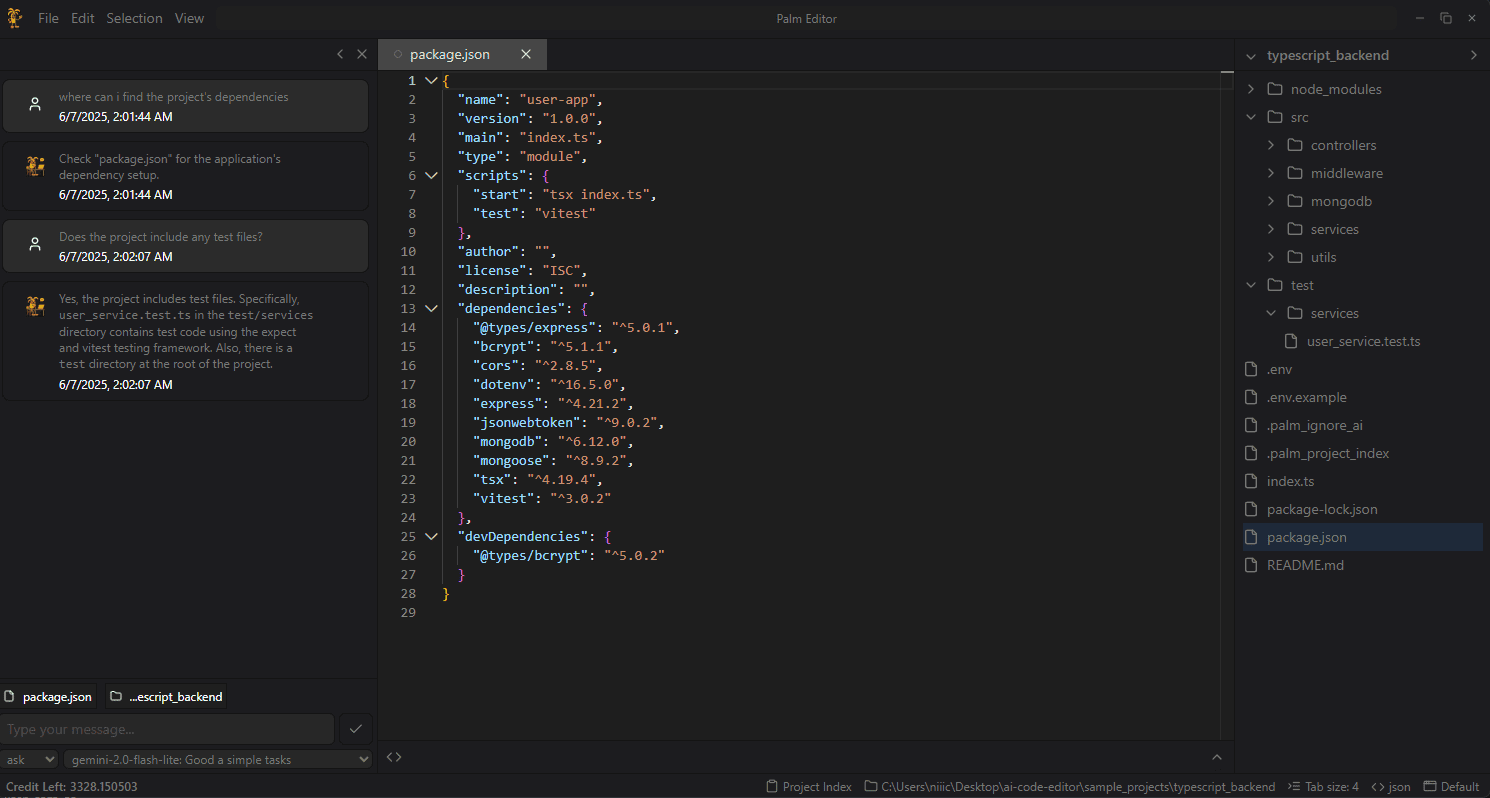 File Edit Selection View
Palm Editor
where can i find the project's dependencies
6/7/2025, 2:01:44 AM
Check "package.json" for the application's
dependency setup.
6/7/2025, 2:01:44 AM
Does the project include any test files?
6/7/2025, 2:02:07 AM
Yes, the project includes test files. Specifically,
user_service.test.ts in the test/services
directory contains test code using the expect
and vitest testing framework. Also, there is a
test directory at the root of the project.
6/7/2025, 2:02:07 AM
package.json
...escript_backend
Type your message...
ask
gemini-2.0-flash-lite: Good a simple tasks
package.json
1 {
2 "name": "user-app",
3 "version": "1.0.0",
4 "main": "index.ts",
5 "type": "module",
6 "scripts": {
7 "start": "tsx index.ts",
8 "test": "vitest"
9 },
10 "author": "",
11 "license": "ISC",
12 "description": "",
13 "dependencies": {
14 "@types/express": "^5.0.1",
15 "bcrypt": "^5.1.1",
16 "cors": "^2.8.5",
17 "dotenv": "^16.5.0",
18 "express": "^4.21.2",
19 "jsonwebtoken": "^9.0.2",
20 "mongodb": "^6.12.0",
21 "mongoose": "^8.9.2",
22 "tsx": "^4.19.4",
23 "vitest": "^3.0.2"
24 },
25 "devDependencies": {
26 "@types/bcrypt": "^5.0.2"
27 }
28 }
29
typescript_backend
node_modules
src
controllers
middleware
mongodb
services
utils
test
services
user_service.test.ts
.env
.env.example
.palm_ignore_ai
.palm_project_index
index.ts
package-lock.json
package.json
README.md
Credit Left: 3328.150503
Project Index
C:\Users\niiic\Desktop\ai-code-editor\sample_projects\typescript_backend
Tab size: 4
json
Default